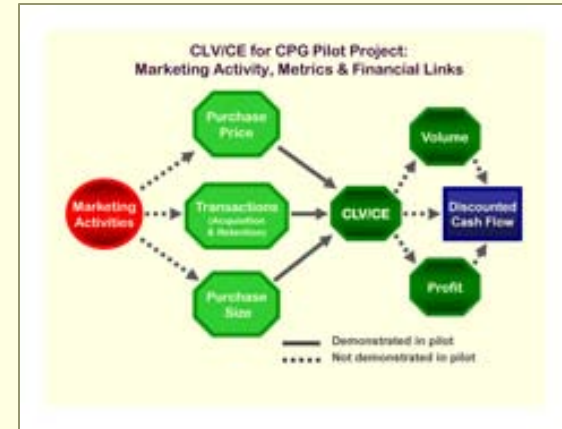 CLV/CE for CPG Pilot Project:
Marketing Activity, Metrics & Financial Links
Purchase
Price
Volume
Marketing
Activities
Transactions
(Acquisition
& Retention)
CLV/CE
Discounted
Cash Flow
Purchase
Size
Profit
Demonstrated in pilot
Not demonstrated in pilot